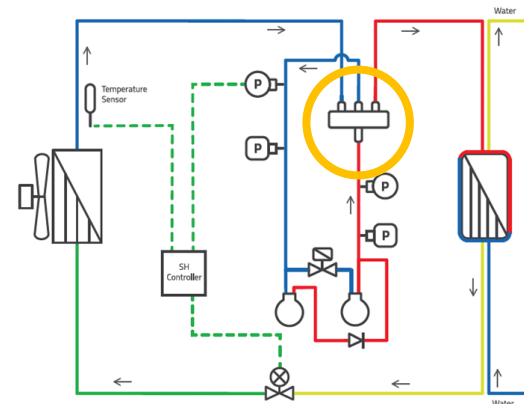 Water
Temperature
Sensor
P
P
P
P
SH
Controller
Water